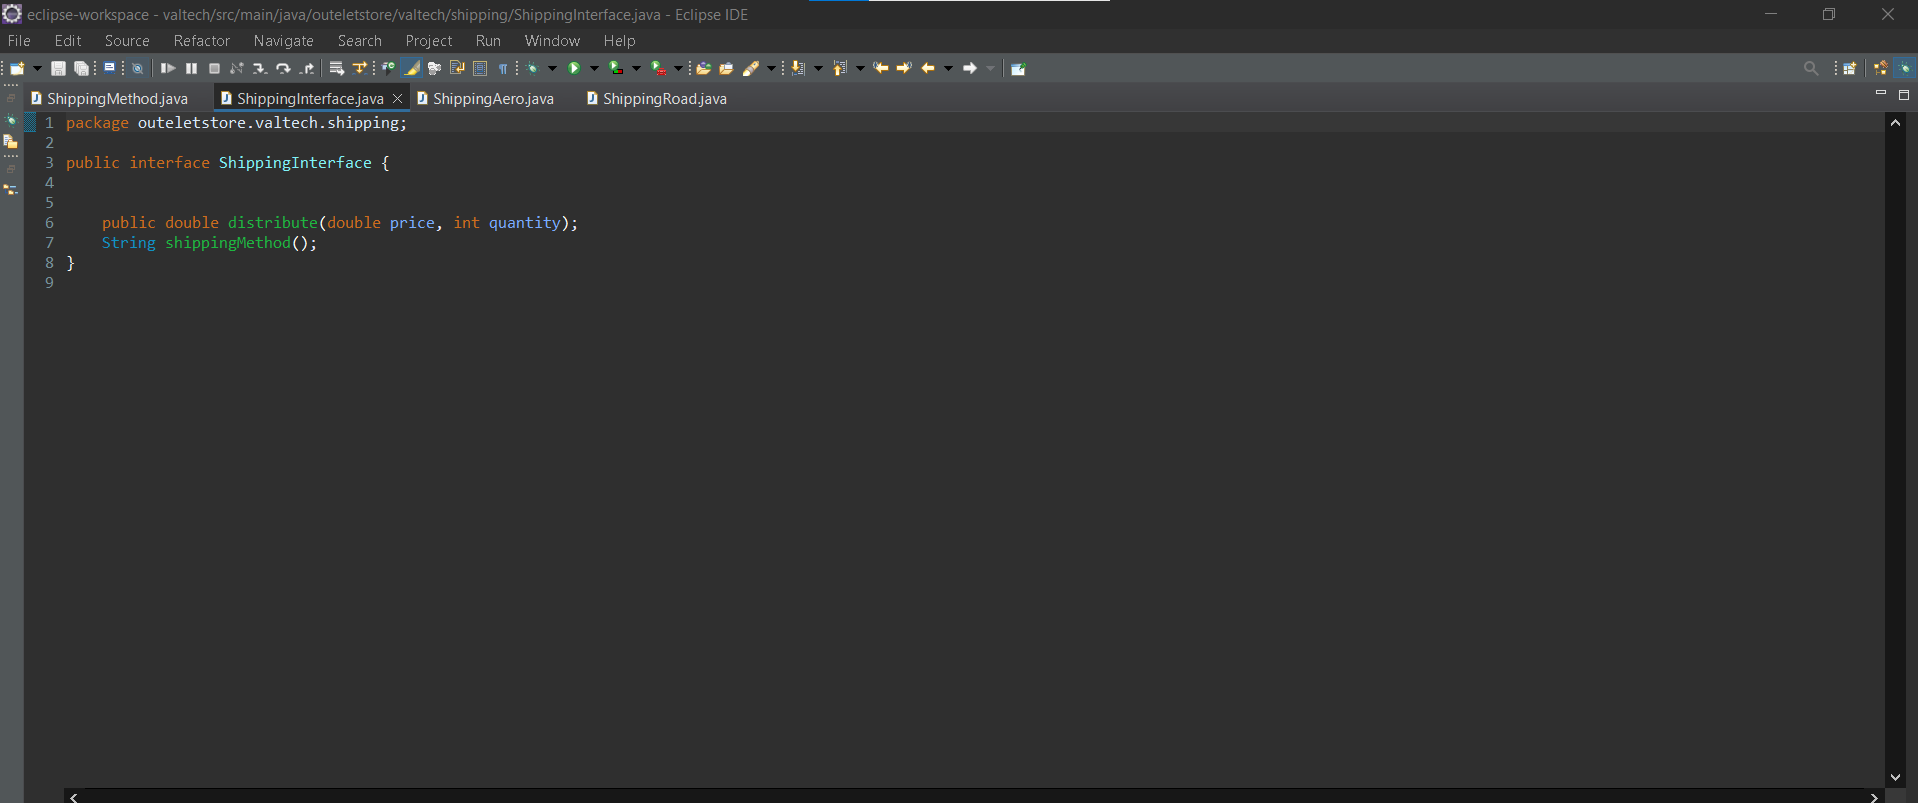 eclipse-workspace - valtech/src/main/java/outeletstore/valtech/shipping/ShippingInterface.java - Eclipse IDE
File Edit Source Refactor Navigate Search Project Run Window Help
ShippingMethod.java ShippingInterface.java ShippingAero.java ShippingRoad.java
1 package outeletstore.valtech.shipping;
2
3 public interface ShippingInterface {
4
5
6 public double distribute(double price, int quantity);
7 String shippingMethod();
8 }
9